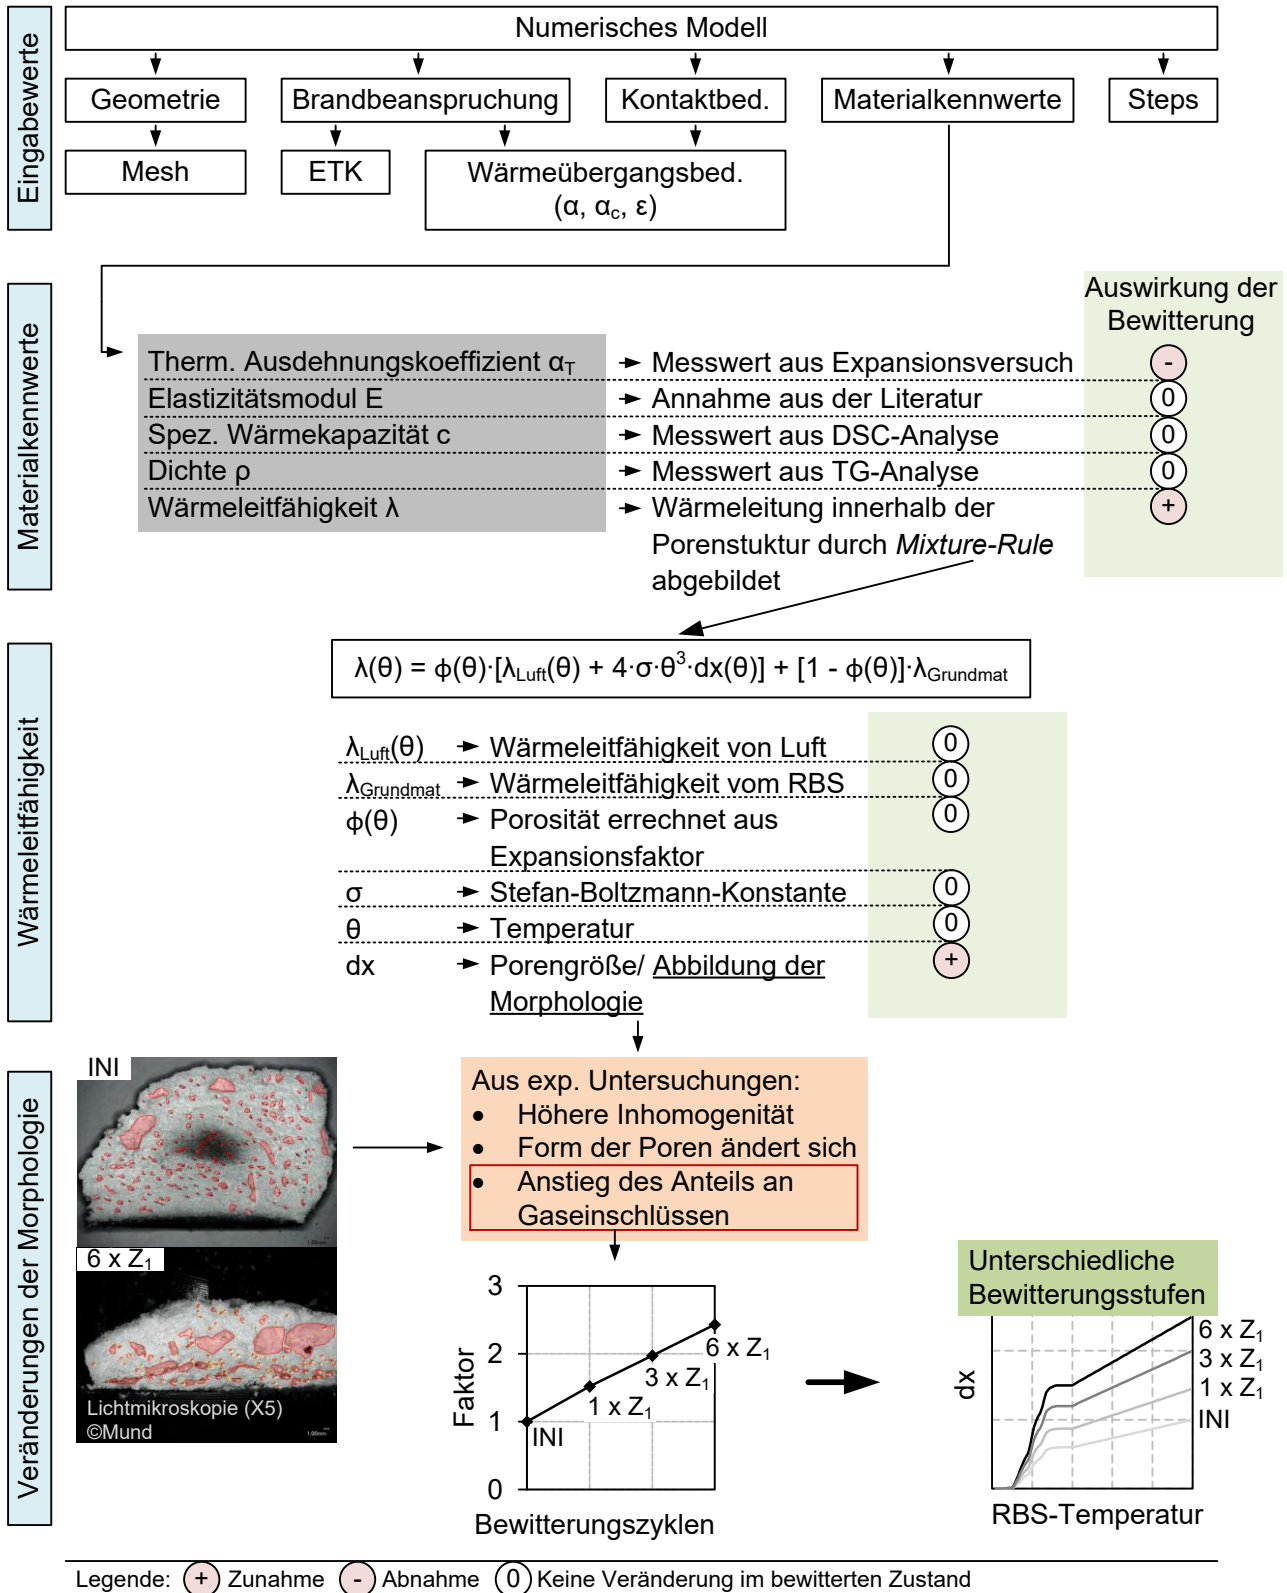 Eingabewerte
Numerisches Modell
Geometrie
Brandbeanspruchung
Kontaktbed.
Materialkennwerte
Steps
Mesh
ETK
Wärmeübergangsbed.
(α, αc, ε)
Materialkennwerte
Auswirkung der
Bewitterung
Therm. Ausdehnungskoeffizient αT
Messwert aus Expansionsversuch
-
Elastizitätsmodul E
Annahme aus der Literatur
0
Spez. Wärmekapazität c
Messwert aus DSC-Analyse
0
Dichte ρ
Messwert aus TG-Analyse
0
Wärmeleitfähigkeit λ
Wärmeleitung innerhalb der
Porenstuktur durch Mixture-Rule
abgebildet
+
Wärmeleitfähigkeit
λ(θ) = ϕ(θ)·[λLuft(θ) + 4·σ·θ³·dx(θ)] + [1 - ϕ(θ)]·λGrundmat
λLuft(θ)
Wärmeleitfähigkeit von Luft
0
λGrundmat
Wärmeleitfähigkeit vom RBS
0
ϕ(θ)
Porosität errechnet aus
Expansionsfaktor
0
σ
Stefan-Boltzmann-Konstante
0
θ
Temperatur
0
dx
Porengröße/ Abbildung der
Morphologie
+
Veränderungen der Morphologie
INI
1,00mm
6 x Z1
Lichtmikroskopie (X5)
©Mund
1,00mm
Aus exp. Untersuchungen:
• Höhere Inhomogenität
• Form der Poren ändert sich
• Anstieg des Anteils an
Gaseinschlüssen
3
2
1
0
Faktor
INI
1 x Z1
3 x Z1
6 x Z1
Bewitterungszyklen
Unterschiedliche
Bewitterungsstufen
dx
6 x Z1
3 x Z1
1 x Z1
INI
RBS-Temperatur
Legende: + Zunahme - Abnahme 0 Keine Veränderung im bewitterten Zustand